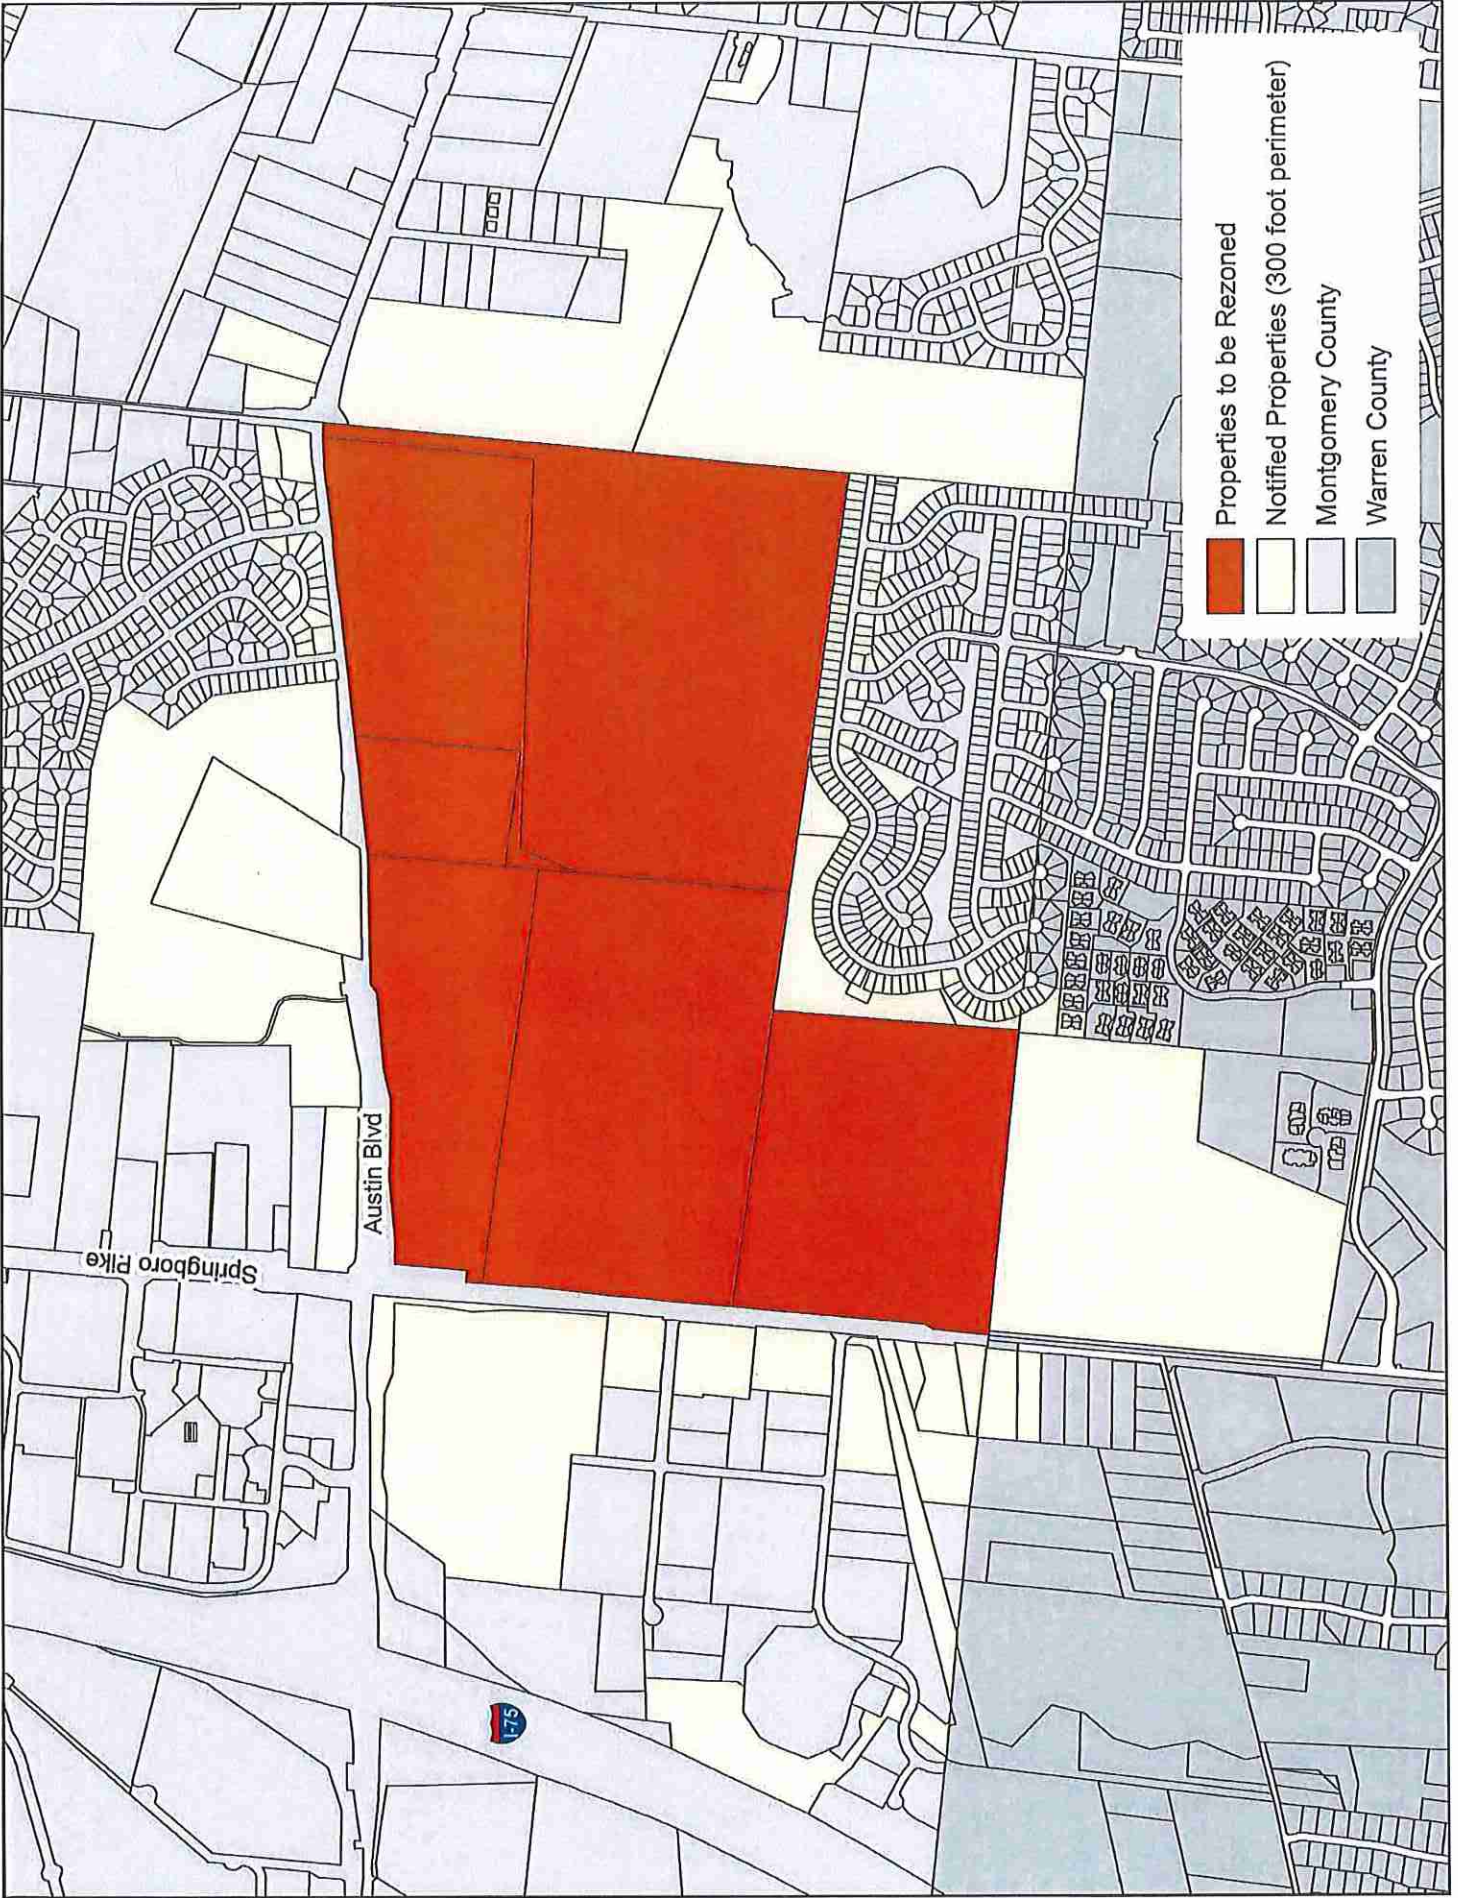 Springboro Pike
Austin Blvd
I-75
Properties to be Rezoned
Notified Properties (300 foot perimeter)
Montgomery County
Warren County